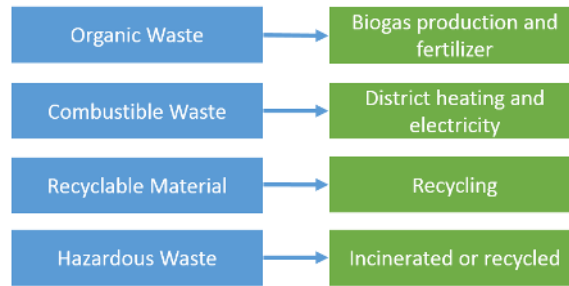 Organic Waste
Biogas production and
fertilizer
Combustible Waste
District heating and
electricity
Recyclable Material
Recycling
Hazardous Waste
Incinerated or recycled